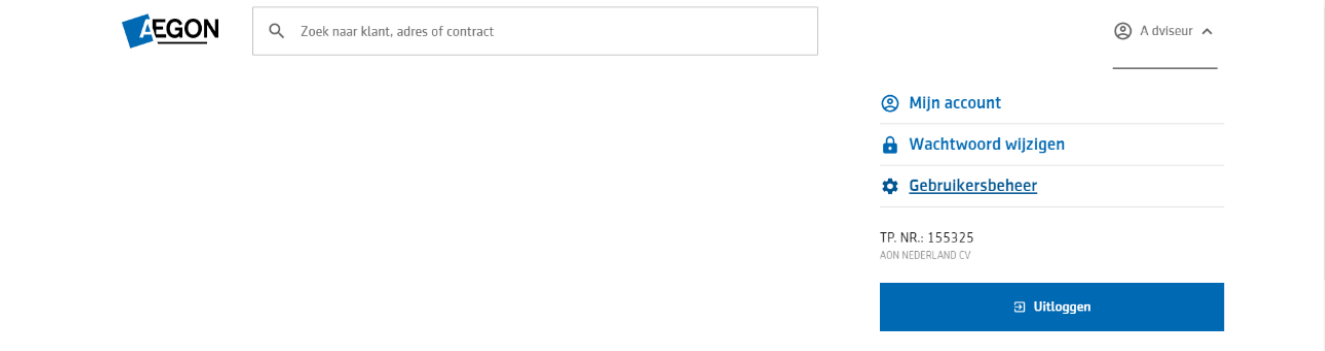 AEGON
Zoek naar klant, adres of contract
A dviseur
Mijn account
Wachtwoord wijzigen
Gebruikersbeheer
TP. NR.: 155325
AON NEDERLAND CV
Uitloggen